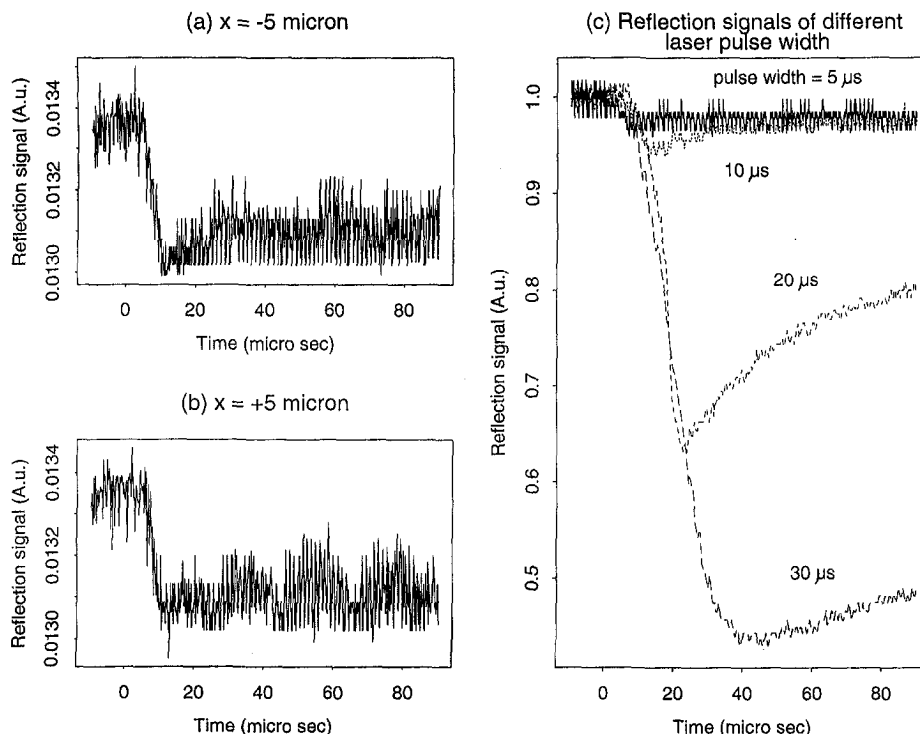 (a) x = -5 micron
Reflection signal (A.u.)
0.0134
0.0132
0.0130
0 20 40 60 80
Time (micro sec)
(b) x = +5 micron
Reflection signal (A.u.)
0.0134
0.0132
0.0130
0 20 40 60 80
Time (micro sec)
(c) Reflection signals of different
laser pulse width
pulse width = 5 µs
10 µs
20 µs
30 µs
Reflection signal (A.u.)
1.0
0.9
0.8
0.7
0.6
0.5
0 20 40 60 80
Time (micro sec)